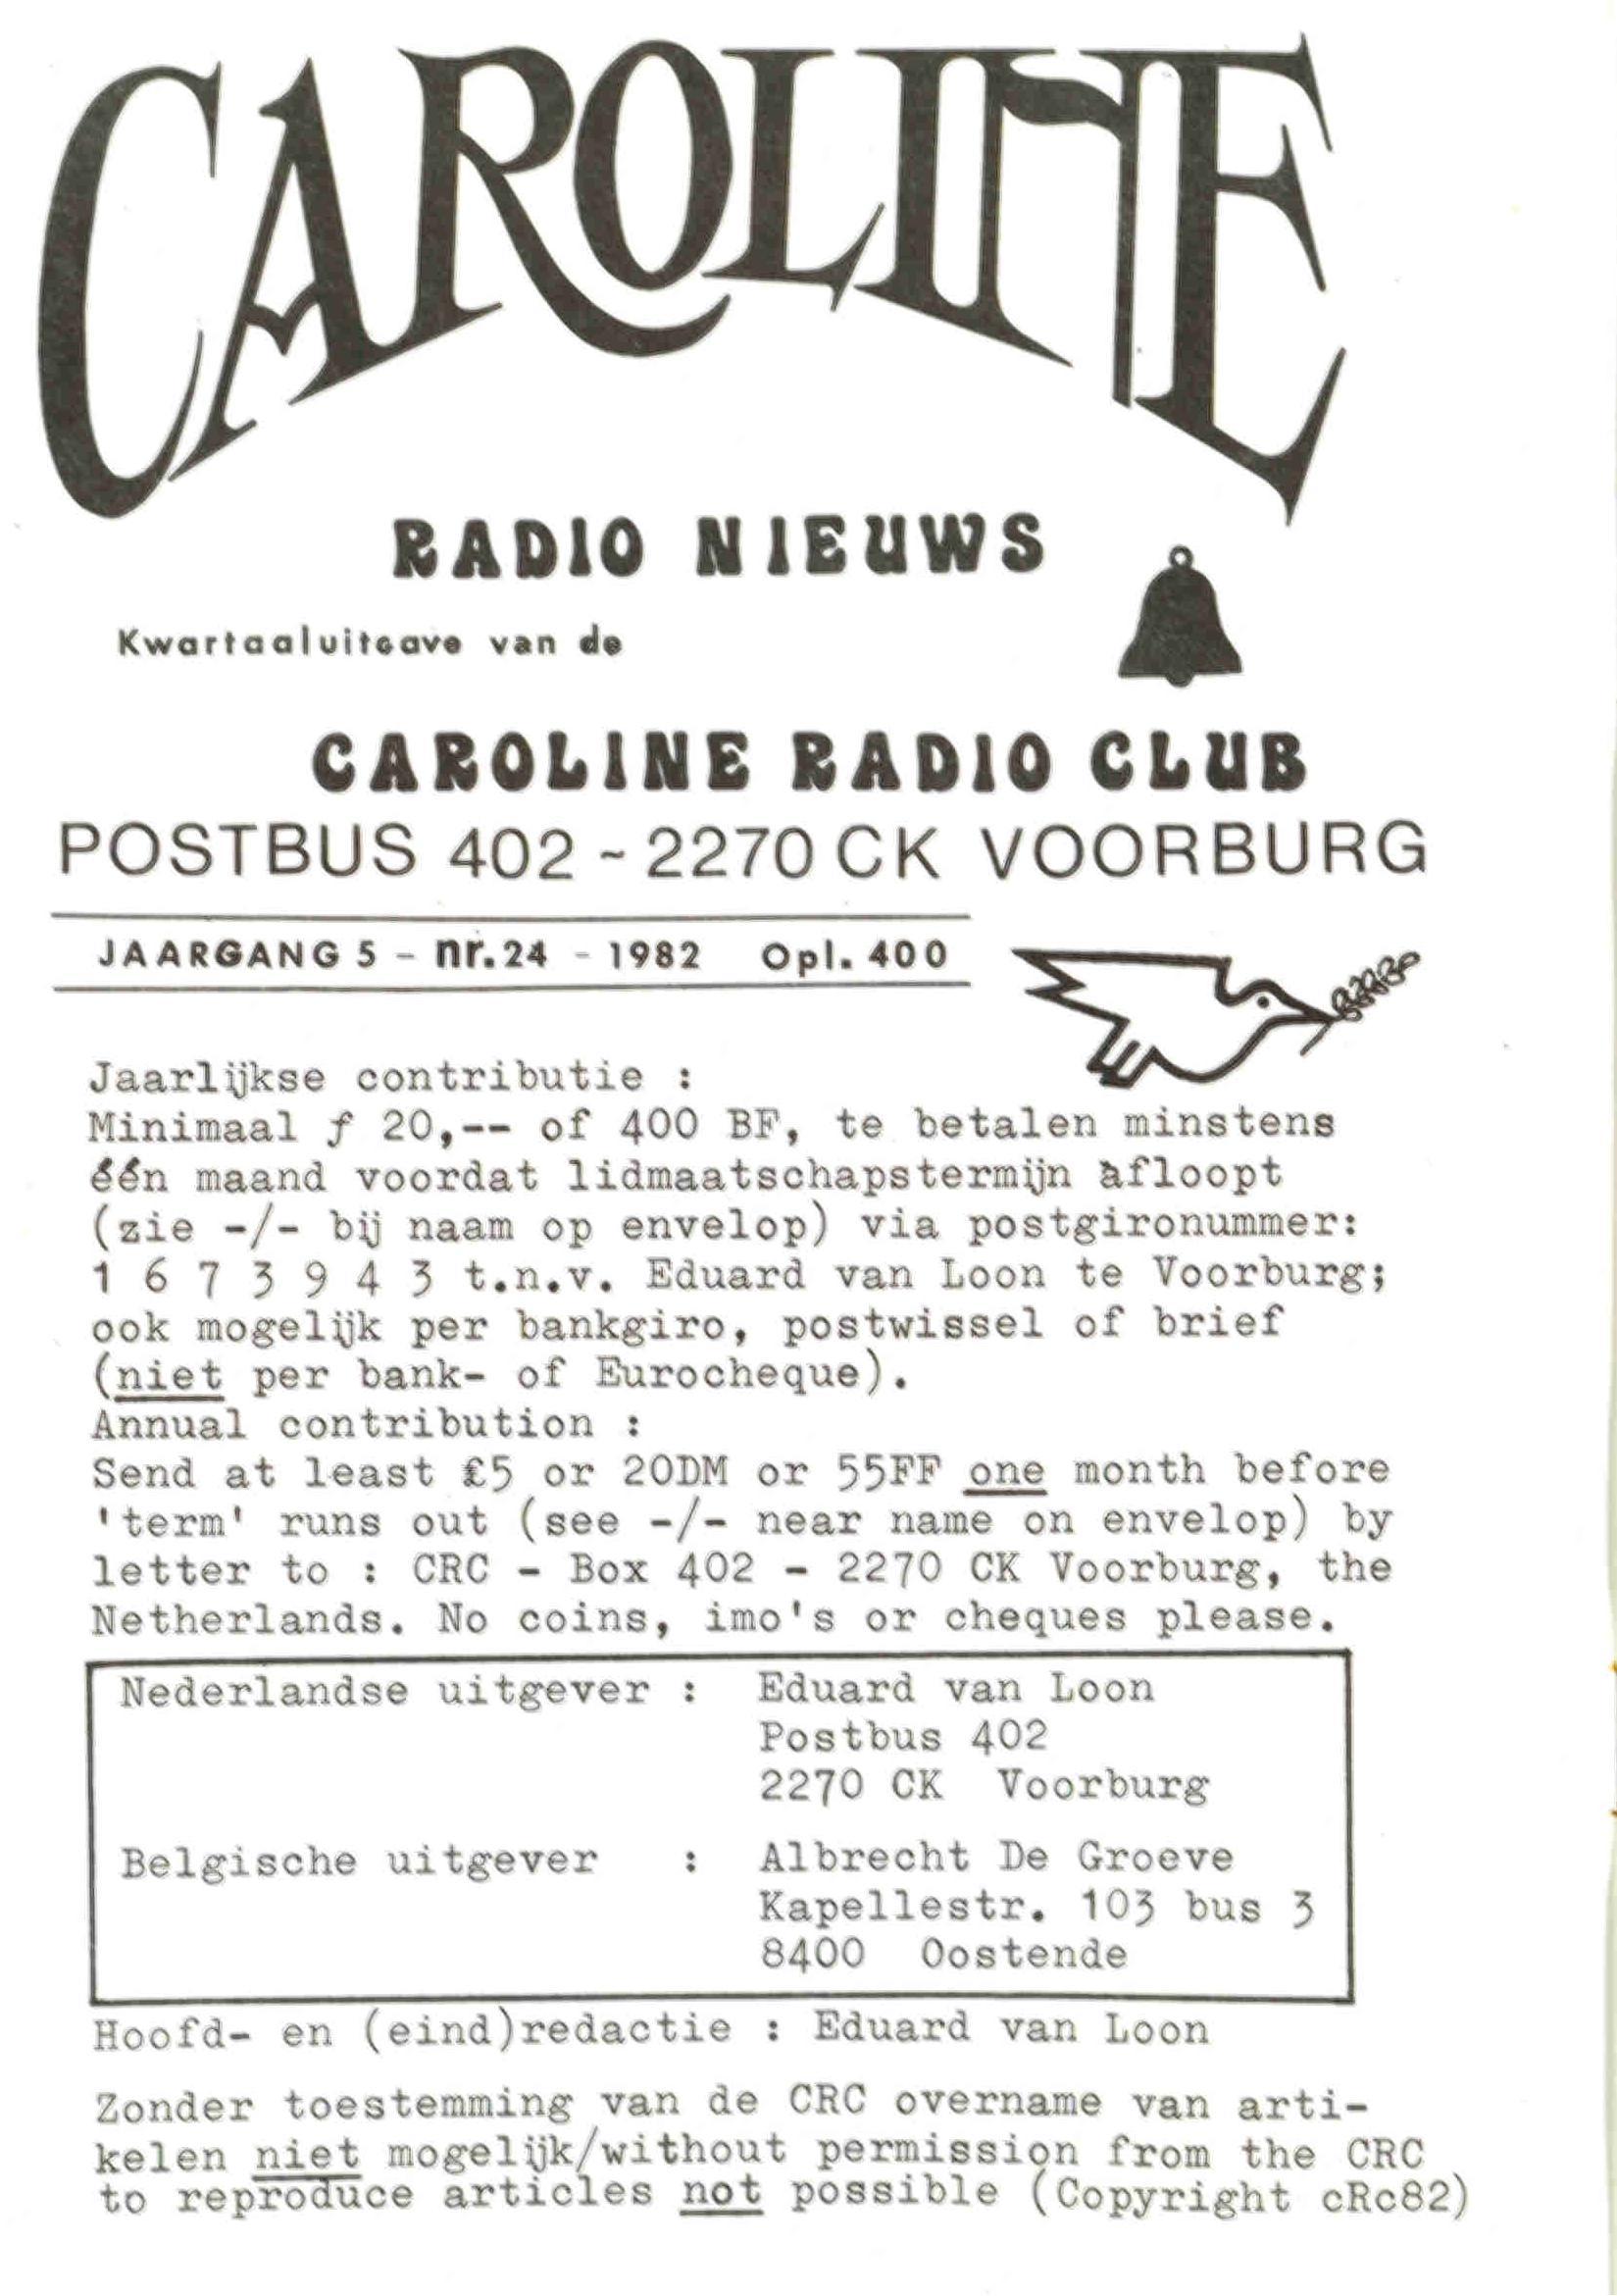 CAROLINE
RADIO NIEUWS
Kwartaaluitgave van de
CAROLINE RADIO CLUB
POSTBUS 402 - 2270 CK VOORBURG
JAARGANG 5 - nr. 24 - 1982 Opl. 400
Jaarlijkse contributie :
Minimaal ƒ 20,-- of 400 BF, te betalen minstens
één maand voordat lidmaatschapstermijn afloopt
(zie -/- bij naam op envelop) via postgironummer:
1 6 7 3 9 4 3 t.n.v. Eduard van Loon te Voorburg;
ook mogelijk per bankgiro, postwissel of brief
(niet per bank- of Eurocheque).
Annual contribution :
Send at least £5 or 20DM or 55FF one month before
'term' runs out (see -/- near name on envelop) by
letter to : CRC - Box 402 - 2270 CK Voorburg, the
Netherlands. No coins, imo's or cheques please.
Nederlandse uitgever : Eduard van Loon
Postbus 402
2270 CK Voorburg
Belgische uitgever : Albrecht De Groeve
Kapellestr. 103 bus 3
8400 Oostende
Hoofd- en (eind)redactie : Eduard van Loon
Zonder toestemming van de CRC overname van arti-
kelen niet mogelijk/without permission from the CRC
to reproduce articles not possible (Copyright cRc82)